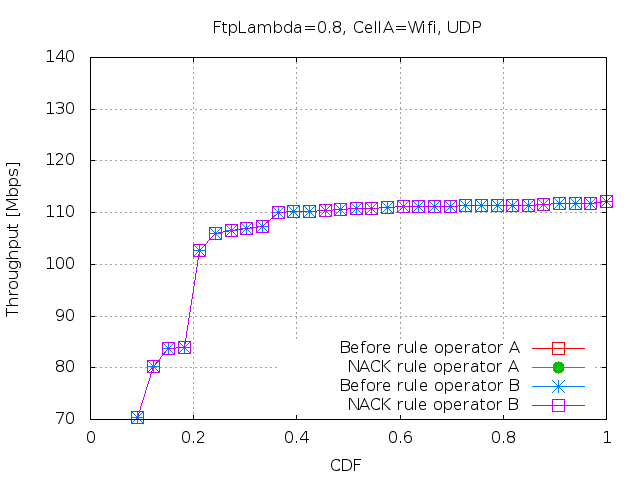 FtpLambda=0.8, CellA=Wifi, UDP
140
130
120
110
100
90
80
70
Throughput [Mbps]
Before rule operator A
NACK rule operator A
Before rule operator B
NACK rule operator B
0
0.2
0.4
0.6
0.8
1
CDF